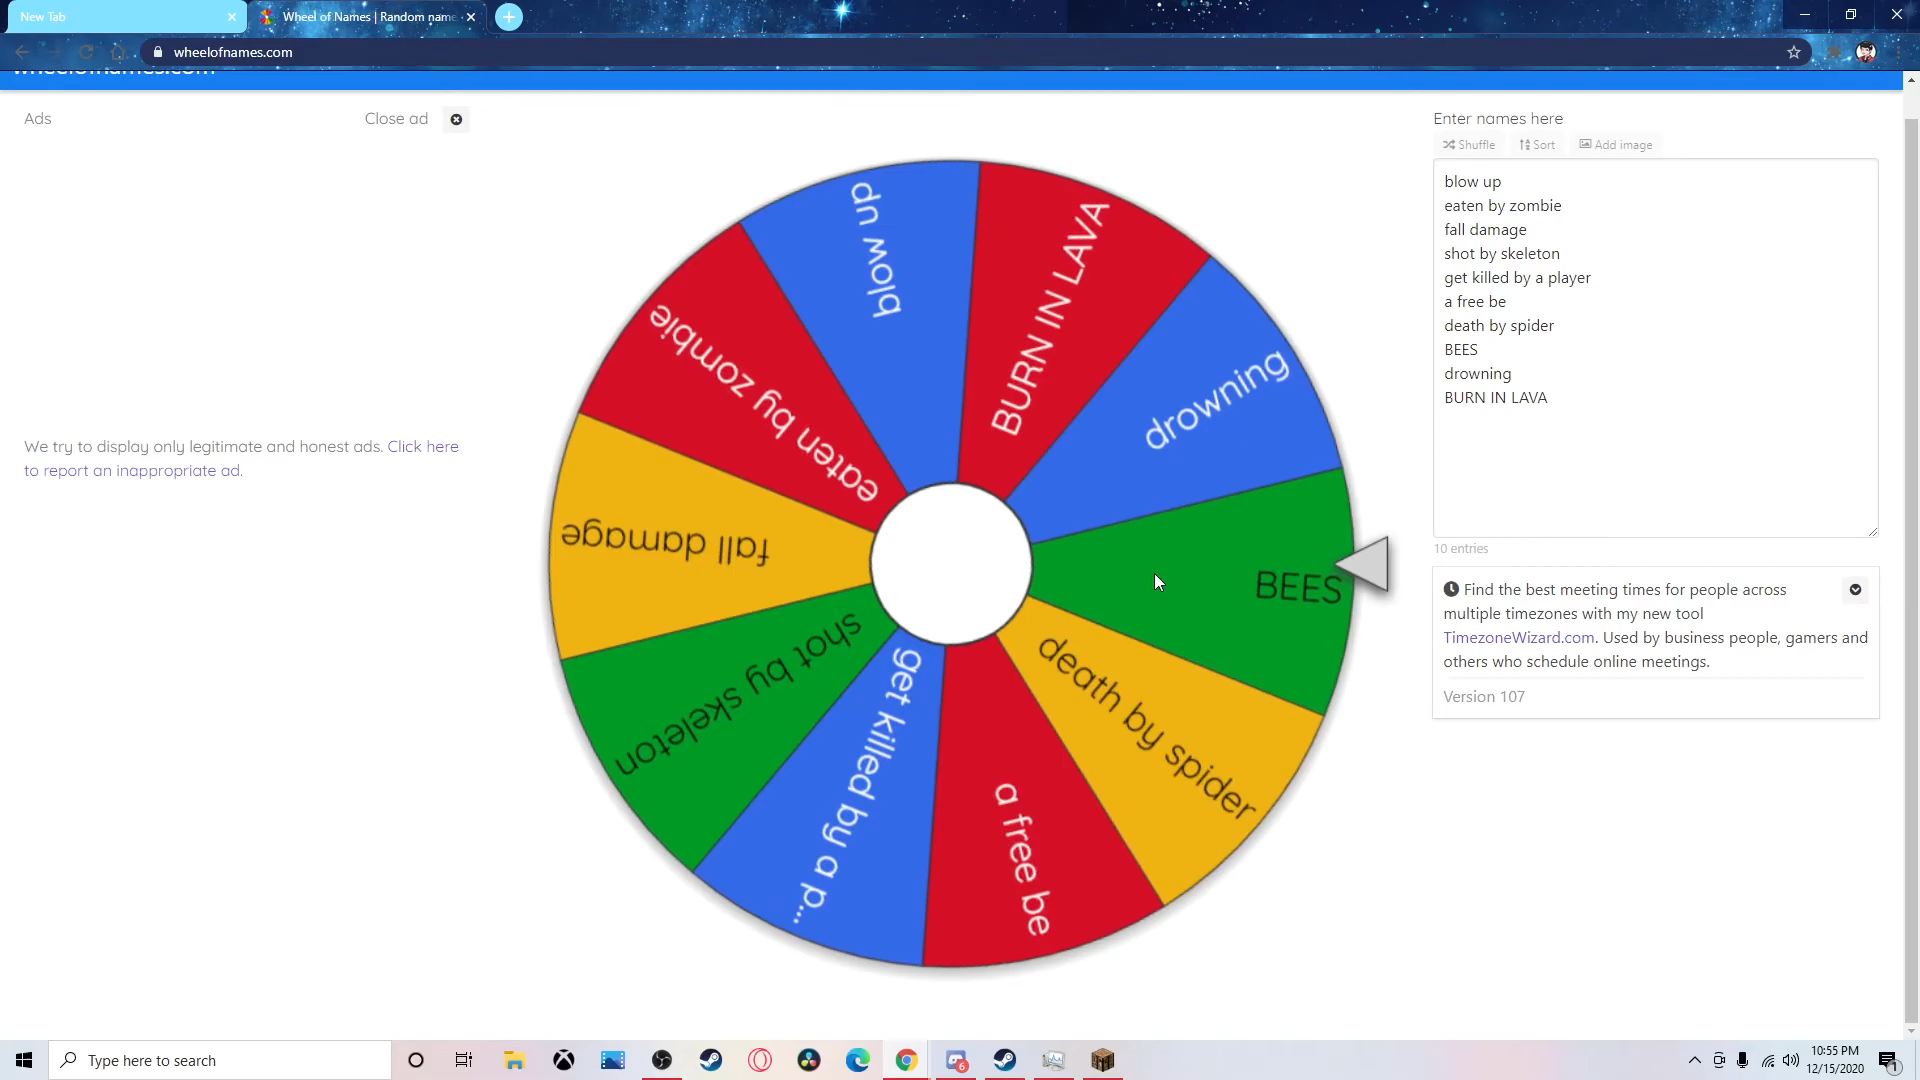 New Tab
Wheel of Names | Random name
wheelofnames.com
wheelofnames.com
Ads
Close ad
Enter names here
Shuffle
Sort
Add image
blow up
eaten by zombie
fall damage
shot by skeleton
get killed by a player
a free be
death by spider
BEES
drowning
BURN IN LAVA
10 entries
We try to display only legitimate and honest ads. Click here
to report an inappropriate ad.
blow up
BURN IN LAVA
drowning
BEES
death by spider
a free be
get killed by a p...
shot by skeleton
fall damage
eaten by zombie
Find the best meeting times for people across
multiple timezones with my new tool
TimezoneWizard.com. Used by business people, gamers and
others who schedule online meetings.
Version 107
Type here to search
6
10:55 PM
12/15/2020
1